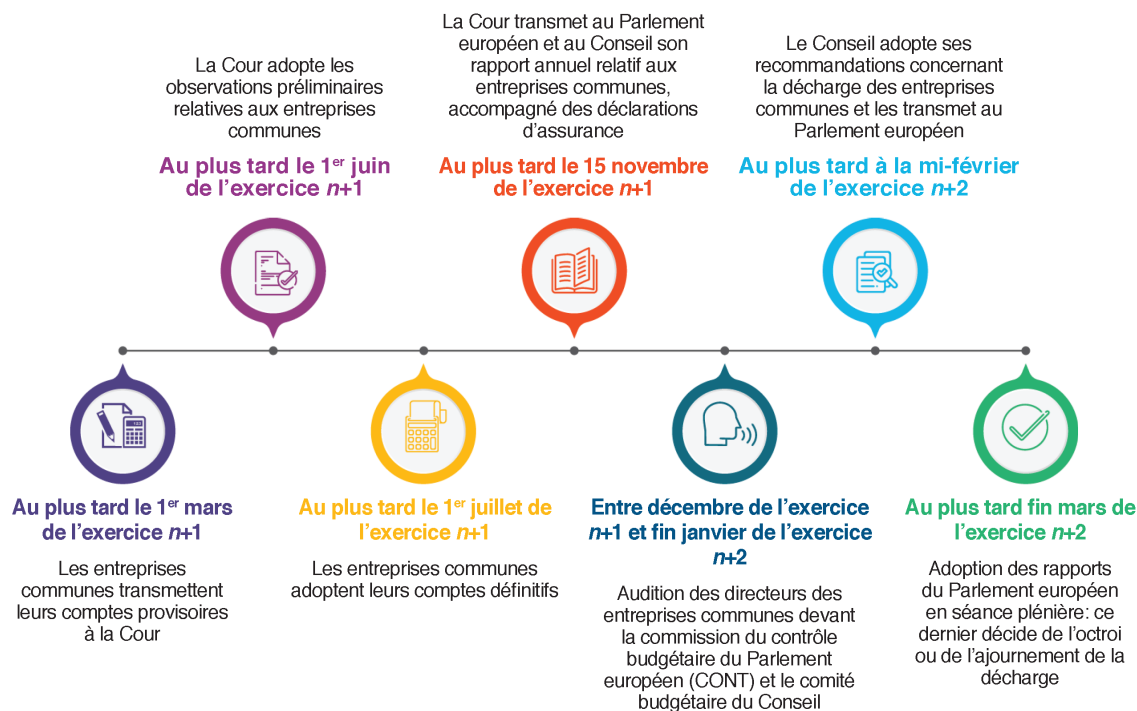 La Cour adopte les
observations préliminaires
relatives aux entreprises
communes
Au plus tard le 1er juin
de l’exercice n+1
La Cour transmet au Parlement
européen et au Conseil son
rapport annuel relatif aux
entreprises communes,
accompagné des déclarations
d’assurance
Au plus tard le 15 novembre
de l’exercice n+1
Le Conseil adopte ses
recommandations concernant
la décharge des entreprises
communes et les transmet au
Parlement européen
Au plus tard à la mi-février
de l’exercice n+2
Au plus tard le 1er mars
de l’exercice n+1
Les entreprises
communes transmettent
leurs comptes provisoires
à la Cour
Au plus tard le 1er juillet de
l’exercice n+1
Les entreprises communes
adoptent leurs comptes définitifs
Entre décembre de l’exercice
n+1 et fin janvier de l’exercice
n+2
Audition des directeurs des
entreprises communes devant
la commission du contrôle
budgétaire du Parlement
européen (CONT) et le comité
budgétaire du Conseil
Au plus tard fin mars de
l’exercice n+2
Adoption des rapports
du Parlement européen
en séance plénière: ce
dernier décide de l’octroi
ou de l’ajournement de la
décharge